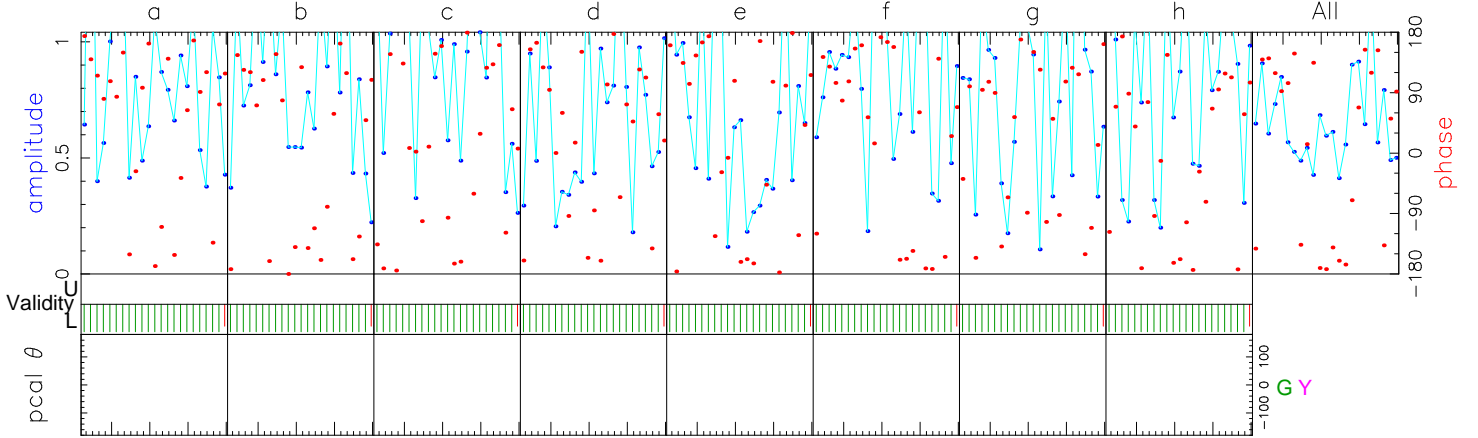 a b c d e f g h All
1 0.5 0
amplitude
180 90 0 -90 -180
phase
U
Validity
L
pcal θ
100 0 -100
G Y